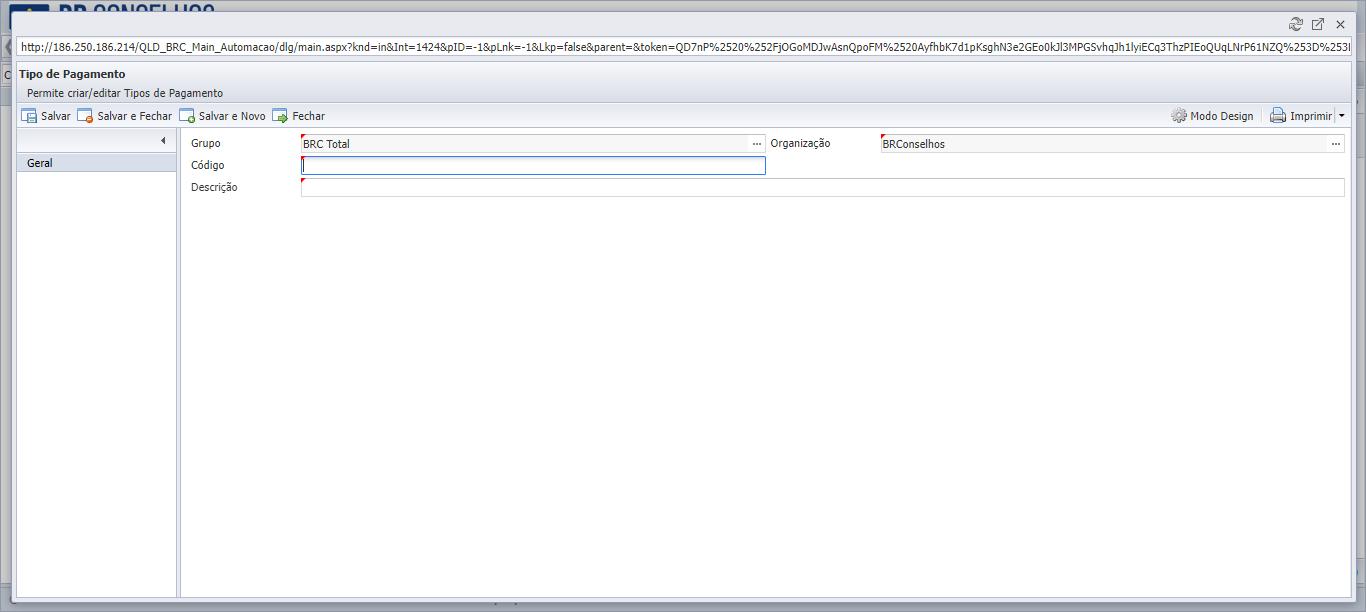 http://186.250.186.214/QLD_BRC_Main_Automacao/dlg/main.aspx?knd=in&Int=1424&pID=-1&pLnk=-1&Lkp=false&parent=&token=QD7nP%2520%252FjOGoMDJwAsnQpoFM%2520AyfhbK7d1pKsghN3e2GEo0kJl3MPGSvhqJh1lyiECq3ThzPIEoQUqLNrP61NZQ%253D%253I
Tipo de Pagamento
Permite criar/editar Tipos de Pagamento
Salvar Salvar e Fechar Salvar e Novo Fechar Modo Design Imprimir
Geral
Grupo BRC Total ... Organização BRConselhos ...
Código
Descrição